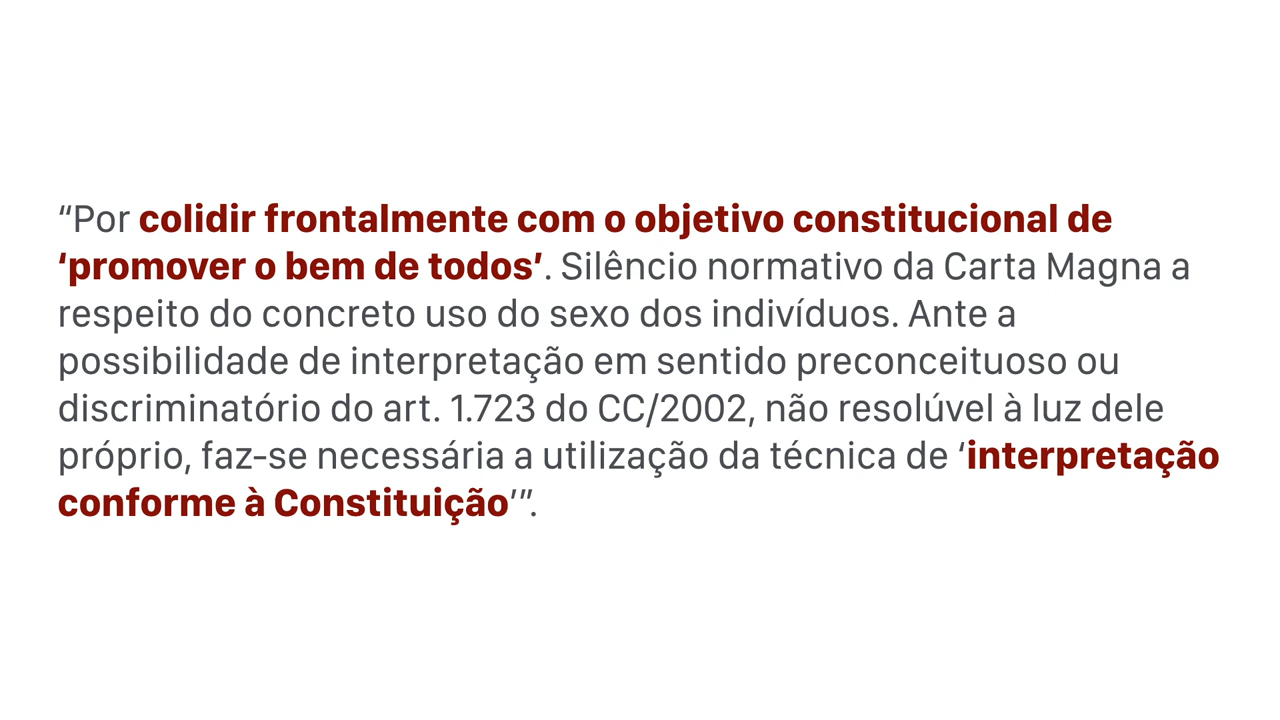 “Por colidir frontalmente com o objetivo constitucional de
‘promover o bem de todos’. Silêncio normativo da Carta Magna a
respeito do concreto uso do sexo dos indivíduos. Ante a
possibilidade de interpretação em sentido preconceituoso ou
discriminatório do art. 1.723 do CC/2002, não resolúvel à luz dele
próprio, faz-se necessária a utilização da técnica de ‘interpretação
conforme à Constituição’”.